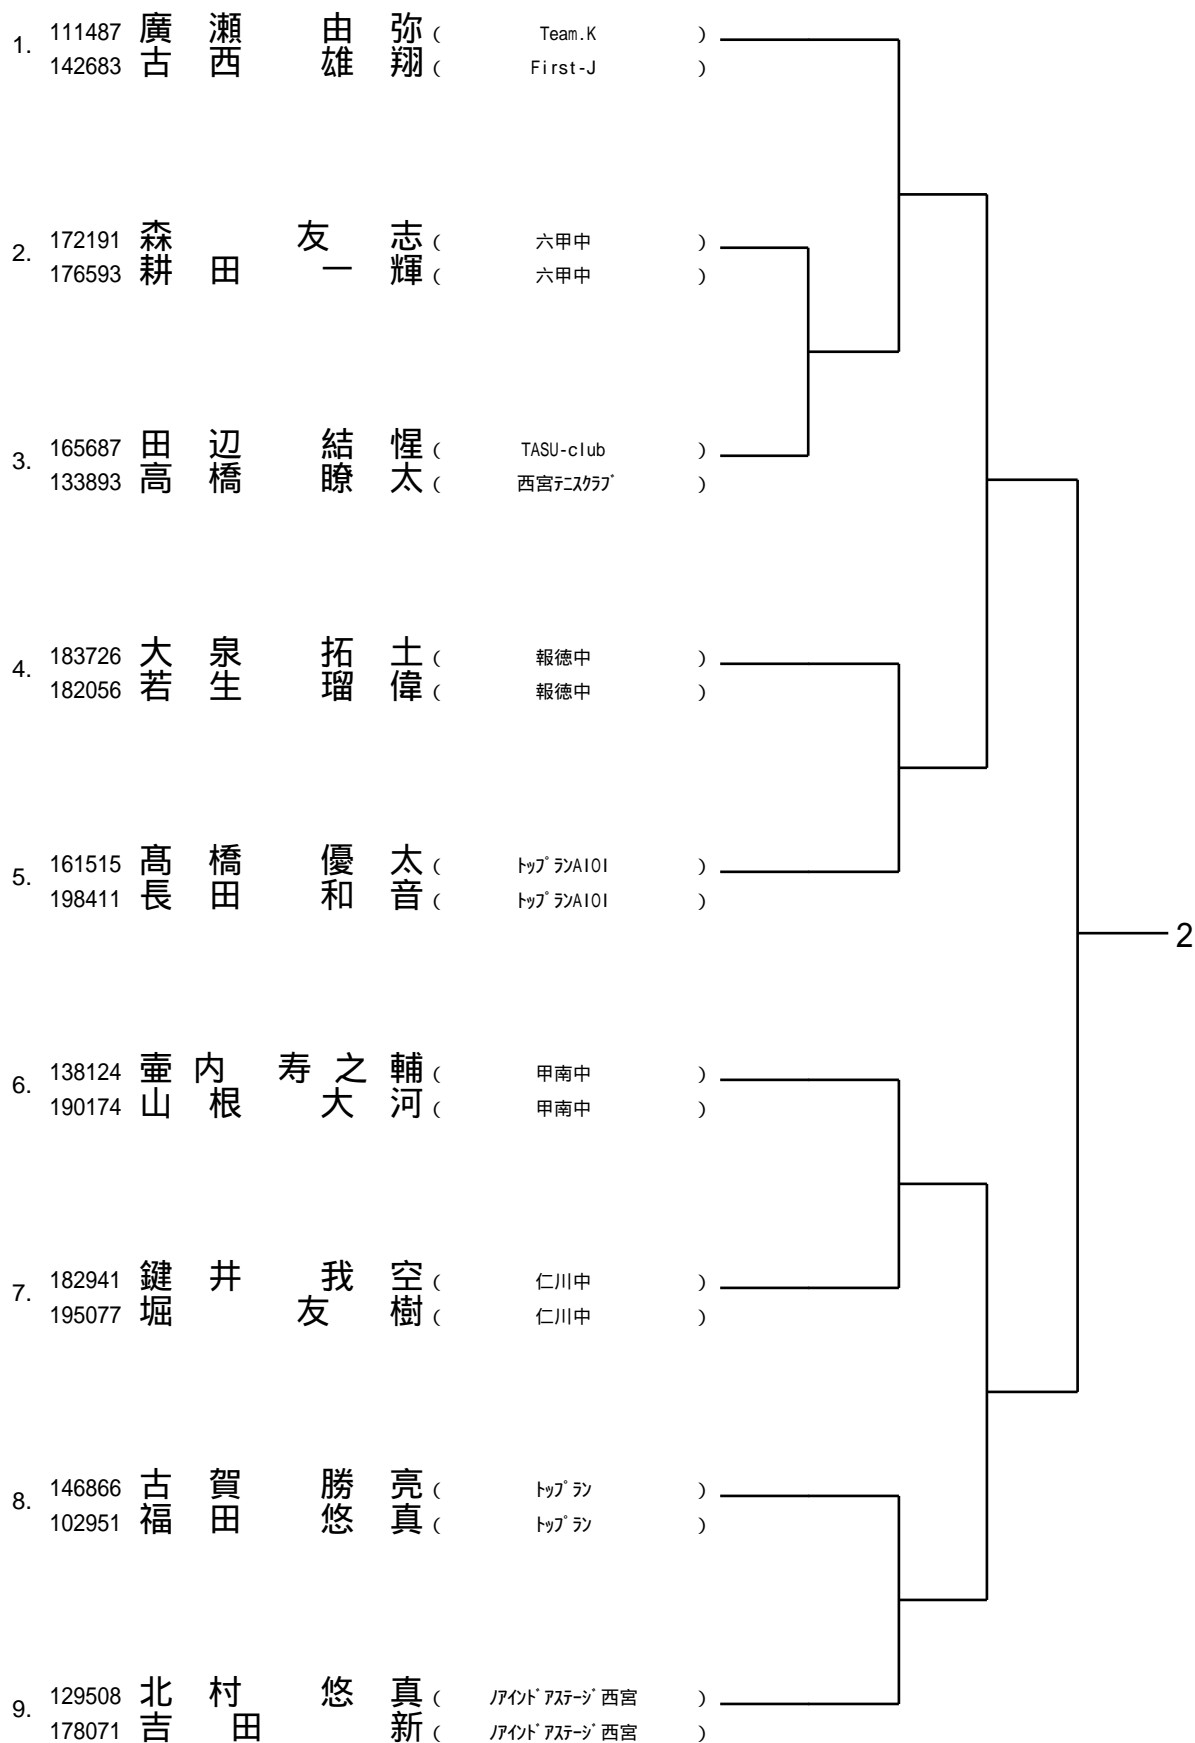 1. 111487 廣瀬 由弥 ( Team.K )
142683 古西 雄翔 ( First-J )
2. 172191 森 友志 ( 六甲中 )
176593 耕田 一輝 ( 六甲中 )
3. 165687 田辺 結惺 ( TASU-club )
133893 高橋 瞭太 ( 西宮ﾃﾆｽｸﾗﾌﾞ )
4. 183726 大泉 拓土 ( 報徳中 )
182056 若生 瑠偉 ( 報徳中 )
5. 161515 髙橋 優太 ( ﾄｯﾌﾟﾗﾝAIOI )
198411 長田 和音 ( ﾄｯﾌﾟﾗﾝAIOI )
2
6. 138124 壷内 寿之輔 ( 甲南中 )
190174 山根 大河 ( 甲南中 )
7. 182941 鍵井 我空 ( 仁川中 )
195077 堀 友樹 ( 仁川中 )
8. 146866 古賀 勝亮 ( ﾄｯﾌﾟﾗﾝ )
102951 福田 悠真 ( ﾄｯﾌﾟﾗﾝ )
9. 129508 北村 悠真 ( ﾉｱｲﾝﾄﾞｱｽﾃｰｼﾞ西宮 )
178071 吉田 新 ( ﾉｱｲﾝﾄﾞｱｽﾃｰｼﾞ西宮 )